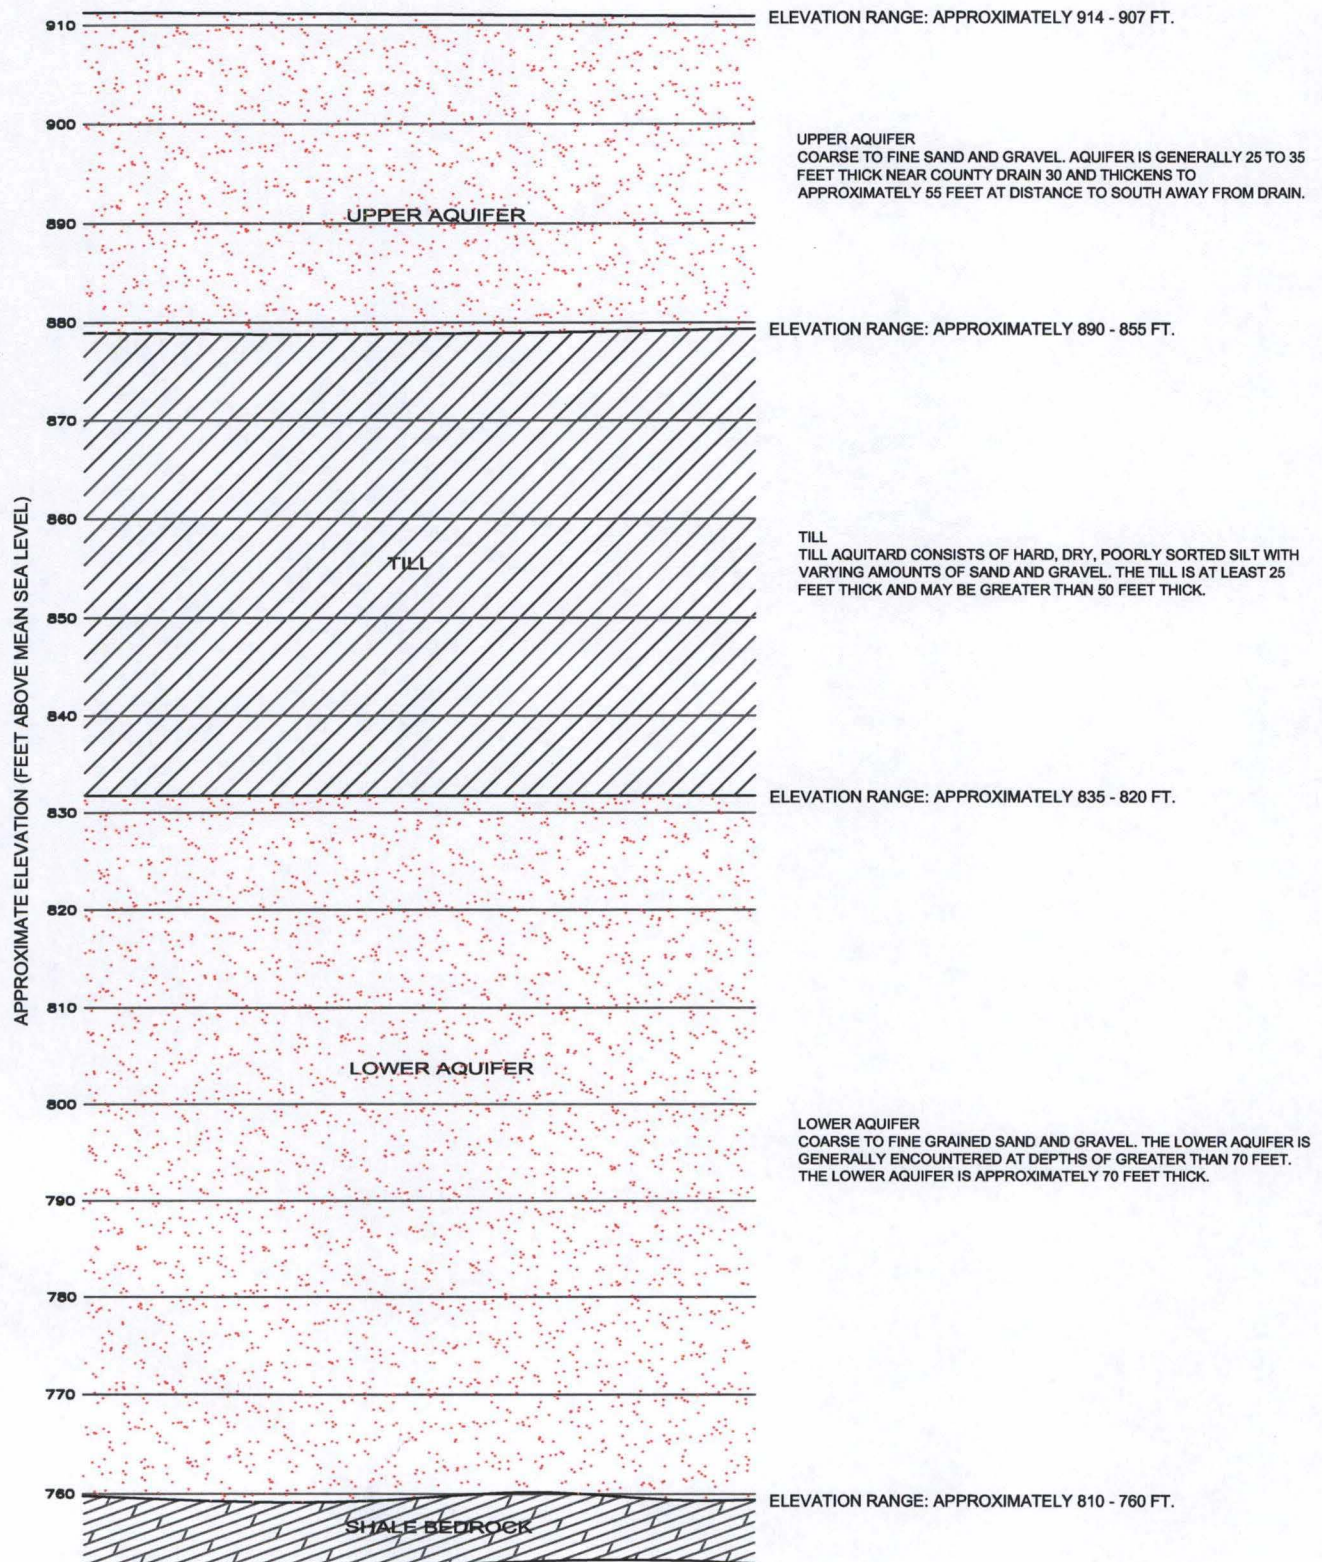 910
ELEVATION RANGE: APPROXIMATELY 914 - 907 FT.
900
UPPER AQUIFER
COARSE TO FINE SAND AND GRAVEL. AQUIFER IS GENERALLY 25 TO 35
FEET THICK NEAR COUNTY DRAIN 30 AND THICKENS TO
APPROXIMATELY 55 FEET AT DISTANCE TO SOUTH AWAY FROM DRAIN.
UPPER AQUIFER
890
880
ELEVATION RANGE: APPROXIMATELY 890 - 855 FT.
870
APPROXIMATE ELEVATION (FEET ABOVE MEAN SEA LEVEL)
860
TILL
TILL
TILL AQUITARD CONSISTS OF HARD, DRY, POORLY SORTED SILT WITH
VARYING AMOUNTS OF SAND AND GRAVEL. THE TILL IS AT LEAST 25
FEET THICK AND MAY BE GREATER THAN 50 FEET THICK.
850
840
ELEVATION RANGE: APPROXIMATELY 835 - 820 FT.
830
820
810
LOWER AQUIFER
800
LOWER AQUIFER
COARSE TO FINE GRAINED SAND AND GRAVEL. THE LOWER AQUIFER IS
GENERALLY ENCOUNTERED AT DEPTHS OF GREATER THAN 70 FEET.
THE LOWER AQUIFER IS APPROXIMATELY 70 FEET THICK.
790
780
770
760
ELEVATION RANGE: APPROXIMATELY 810 - 760 FT.
SHALE BEDROCK